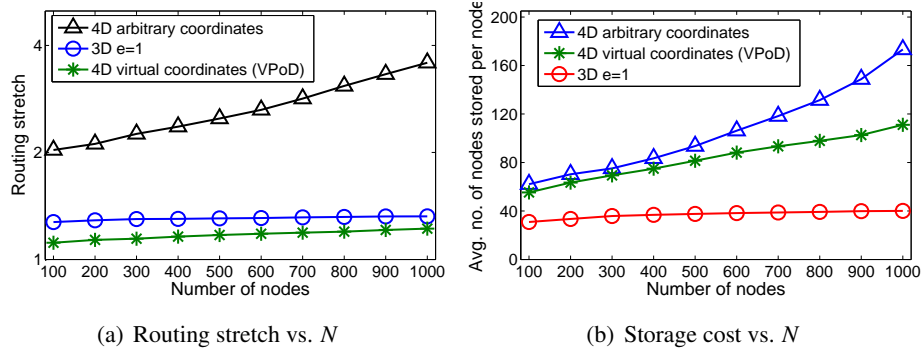 4
2
1
Routing stretch
4D arbitrary coordinates
3D e=1
4D virtual coordinates (VPoD)
100 200 300 400 500 600 700 800 900 1000
Number of nodes
(a) Routing stretch vs. N
200
160
120
80
40
0
Avg. no. of nodes stored per node
4D arbitrary coordinates
4D virtual coordinates (VPoD)
3D e=1
100 200 300 400 500 600 700 800 900 1000
Number of nodes
(b) Storage cost vs. N